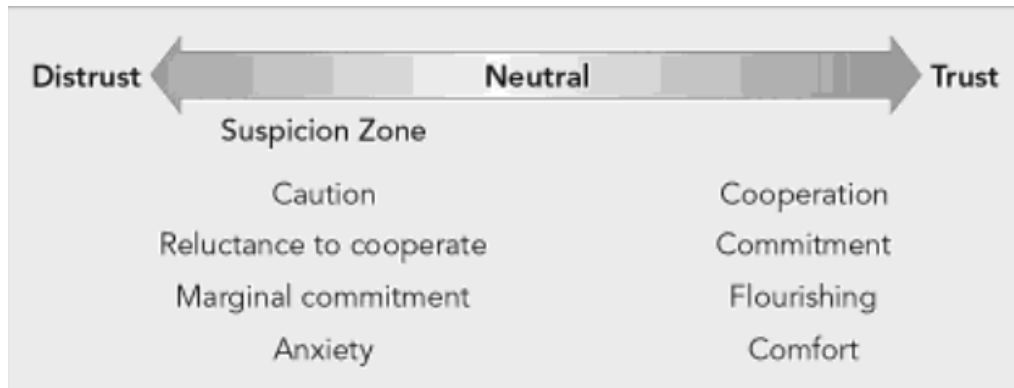 Distrust Neutral Trust
Suspicion Zone
Caution Cooperation
Reluctance to cooperate Commitment
Marginal commitment Flourishing
Anxiety Comfort